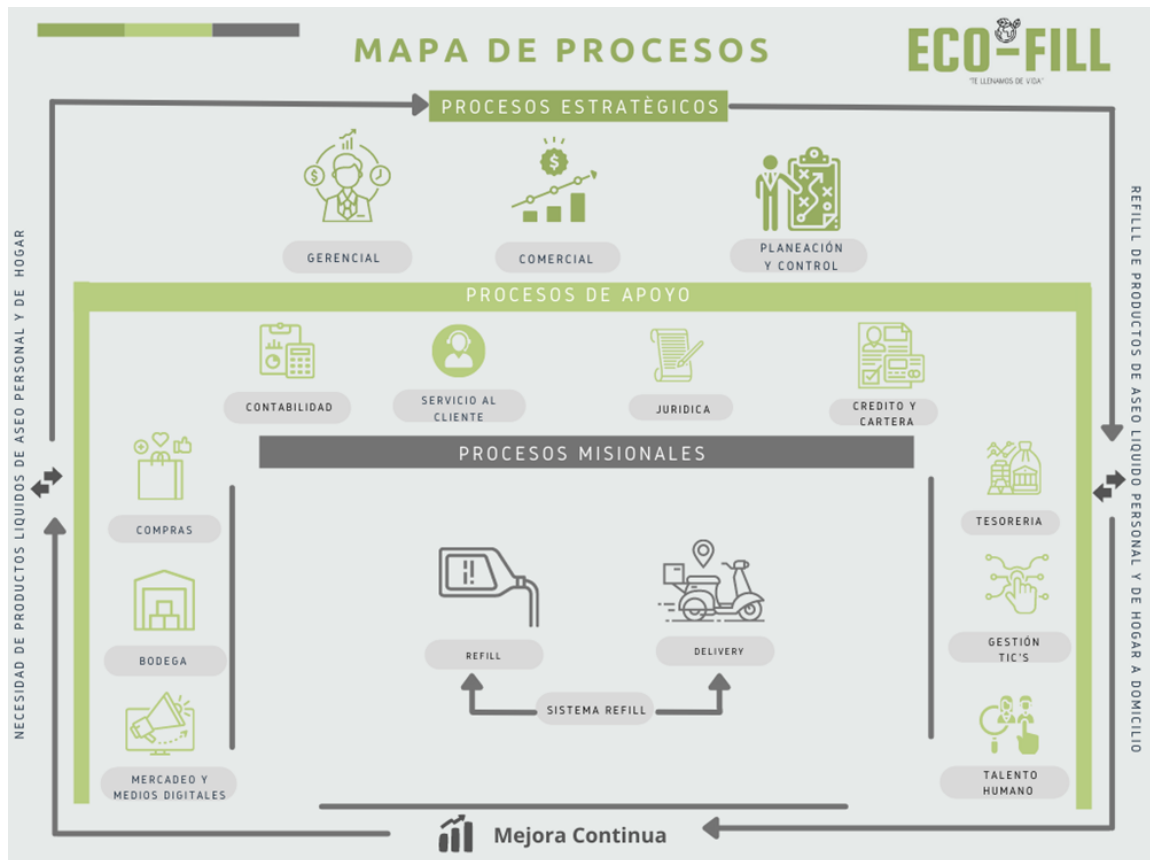 MAPA DE PROCESOS
ECO-FILL
"TE LLENAMOS DE VIDA"
PROCESOS ESTRATÈGICOS
GERENCIAL
COMERCIAL
PLANEACIÓN
Y CONTROL
NECESIDAD DE PRODUCTOS LIQUIDOS DE ASEO PERSONAL Y DE HOGAR
REFILLL DE PRODUCTOS DE ASEO LIQUIDO PERSONAL Y DE HOGAR A DOMICILIO
PROCESOS DE APOYO
CONTABILIDAD
SERVICIO AL
CLIENTE
JURIDICA
CREDITO Y
CARTERA
PROCESOS MISIONALES
COMPRAS
BODEGA
MERCADEO Y
MEDIOS DIGITALES
REFILL
DELIVERY
SISTEMA REFILL
TESORERIA
GESTIÓN
TIC'S
TALENTO
HUMANO
Mejora Continua